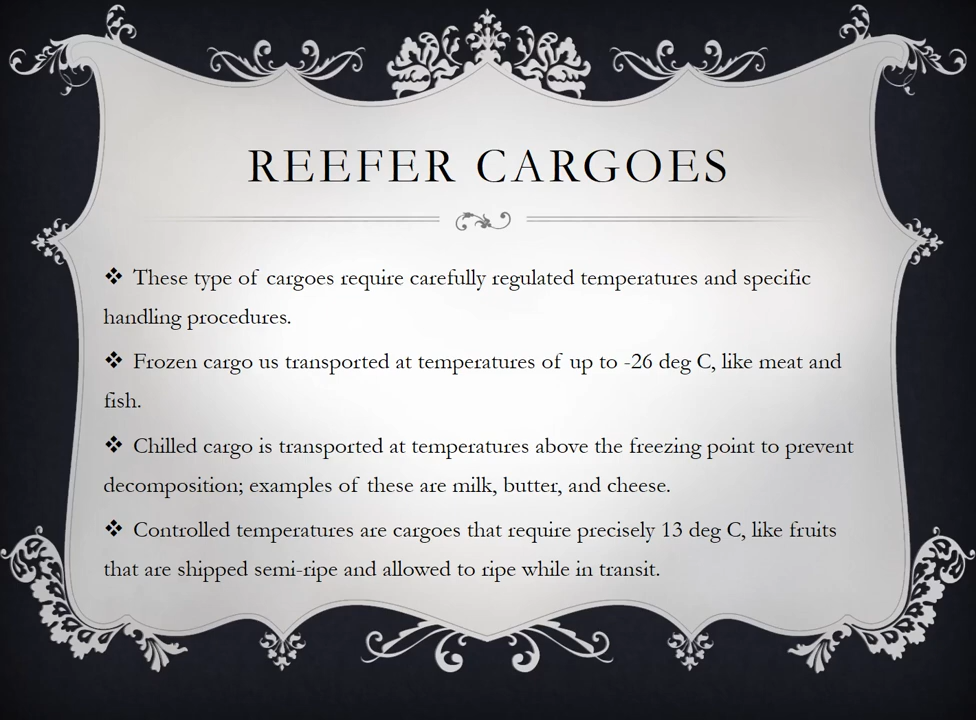 REEFER CARGOES
❖ These type of cargoes require carefully regulated temperatures and specific
handling procedures.
❖ Frozen cargo us transported at temperatures of up to -26 deg C, like meat and
fish.
❖ Chilled cargo is transported at temperatures above the freezing point to prevent
decomposition; examples of these are milk, butter, and cheese.
❖ Controlled temperatures are cargoes that require precisely 13 deg C, like fruits
that are shipped semi-ripe and allowed to ripe while in transit.